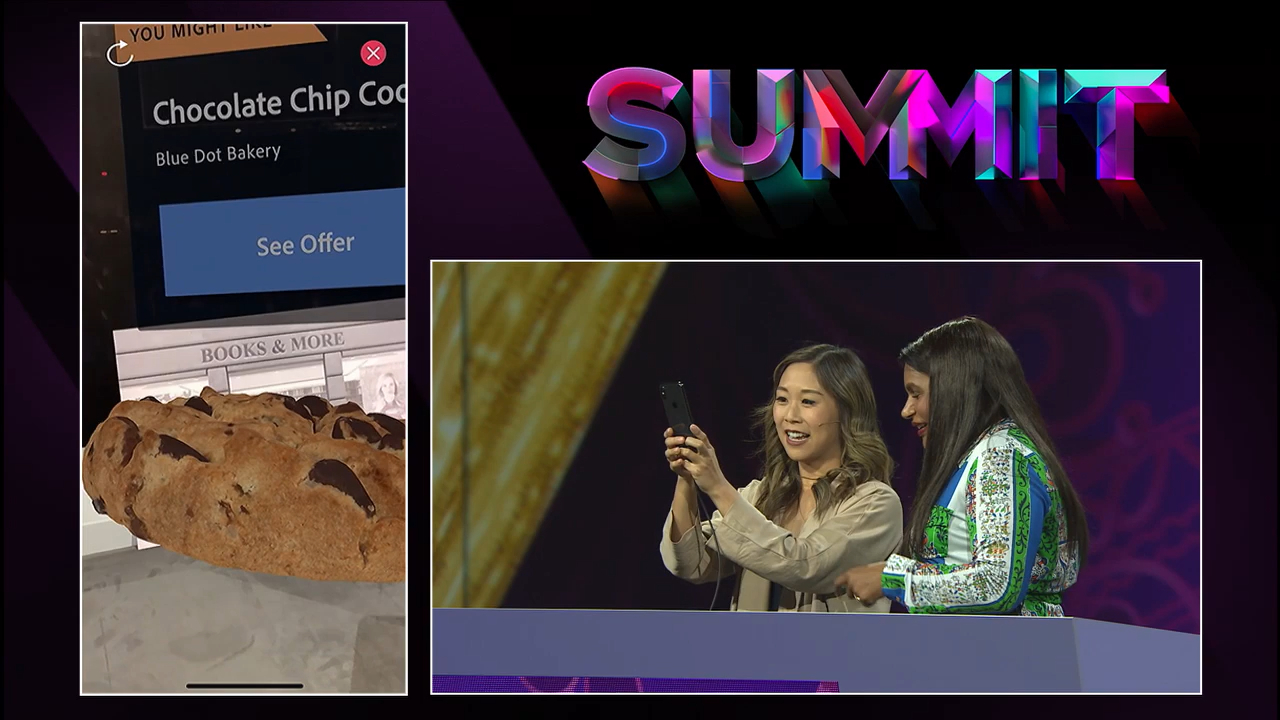 YOU MIGHT LIKE
Chocolate Chip Coo
Blue Dot Bakery
See Offer
BOOKS & MORE
SUMMIT